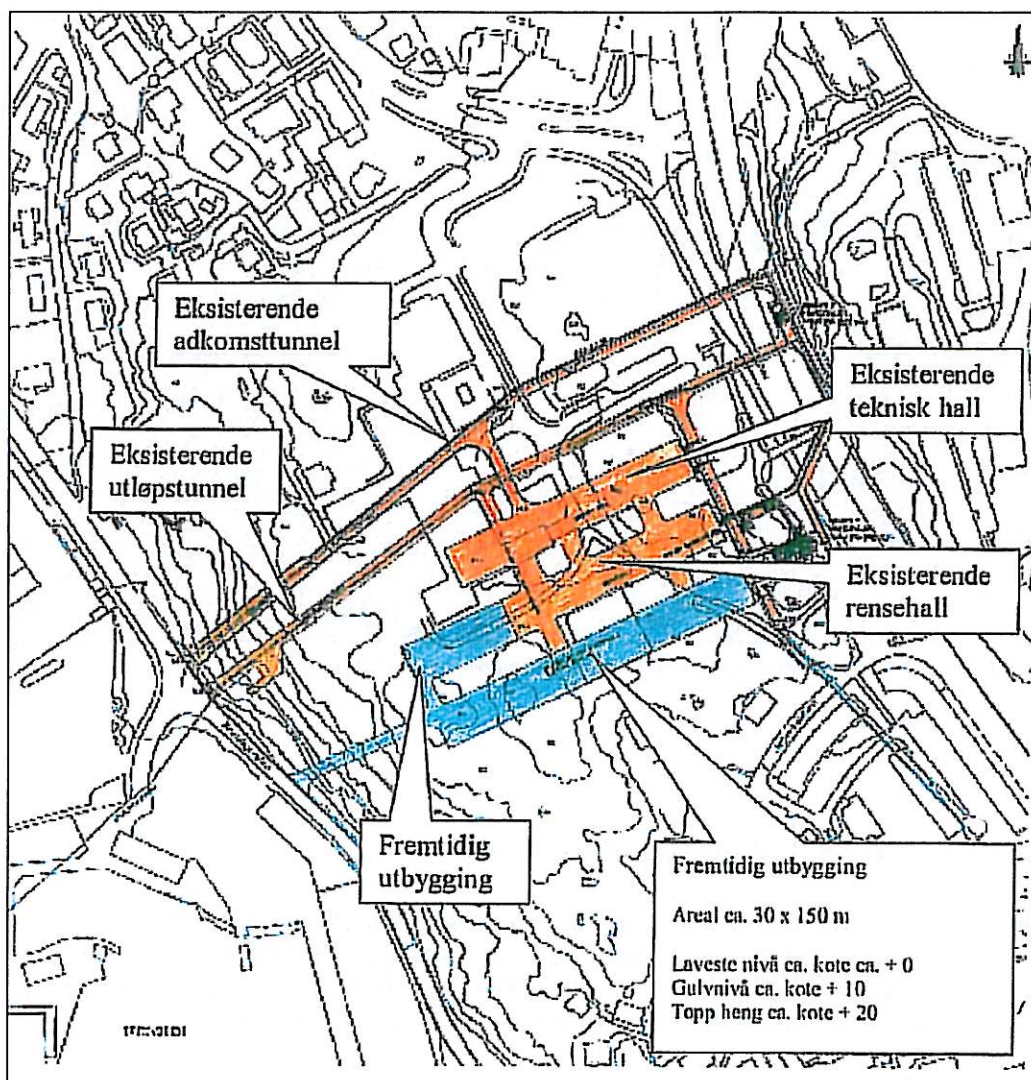 Eksisterende
adkomsttunnel
Eksisterende
teknisk hall
Eksisterende
utløpstunnel
Eksisterende
rensehall
Fremtidig
utbygging
Fremtidig utbygging
Areal ca. 30 x 150 m
Laveste nivå ca. kote ca. + 0
Gulvnivå ca. kote + 10
Topp heng ca. kote + 20